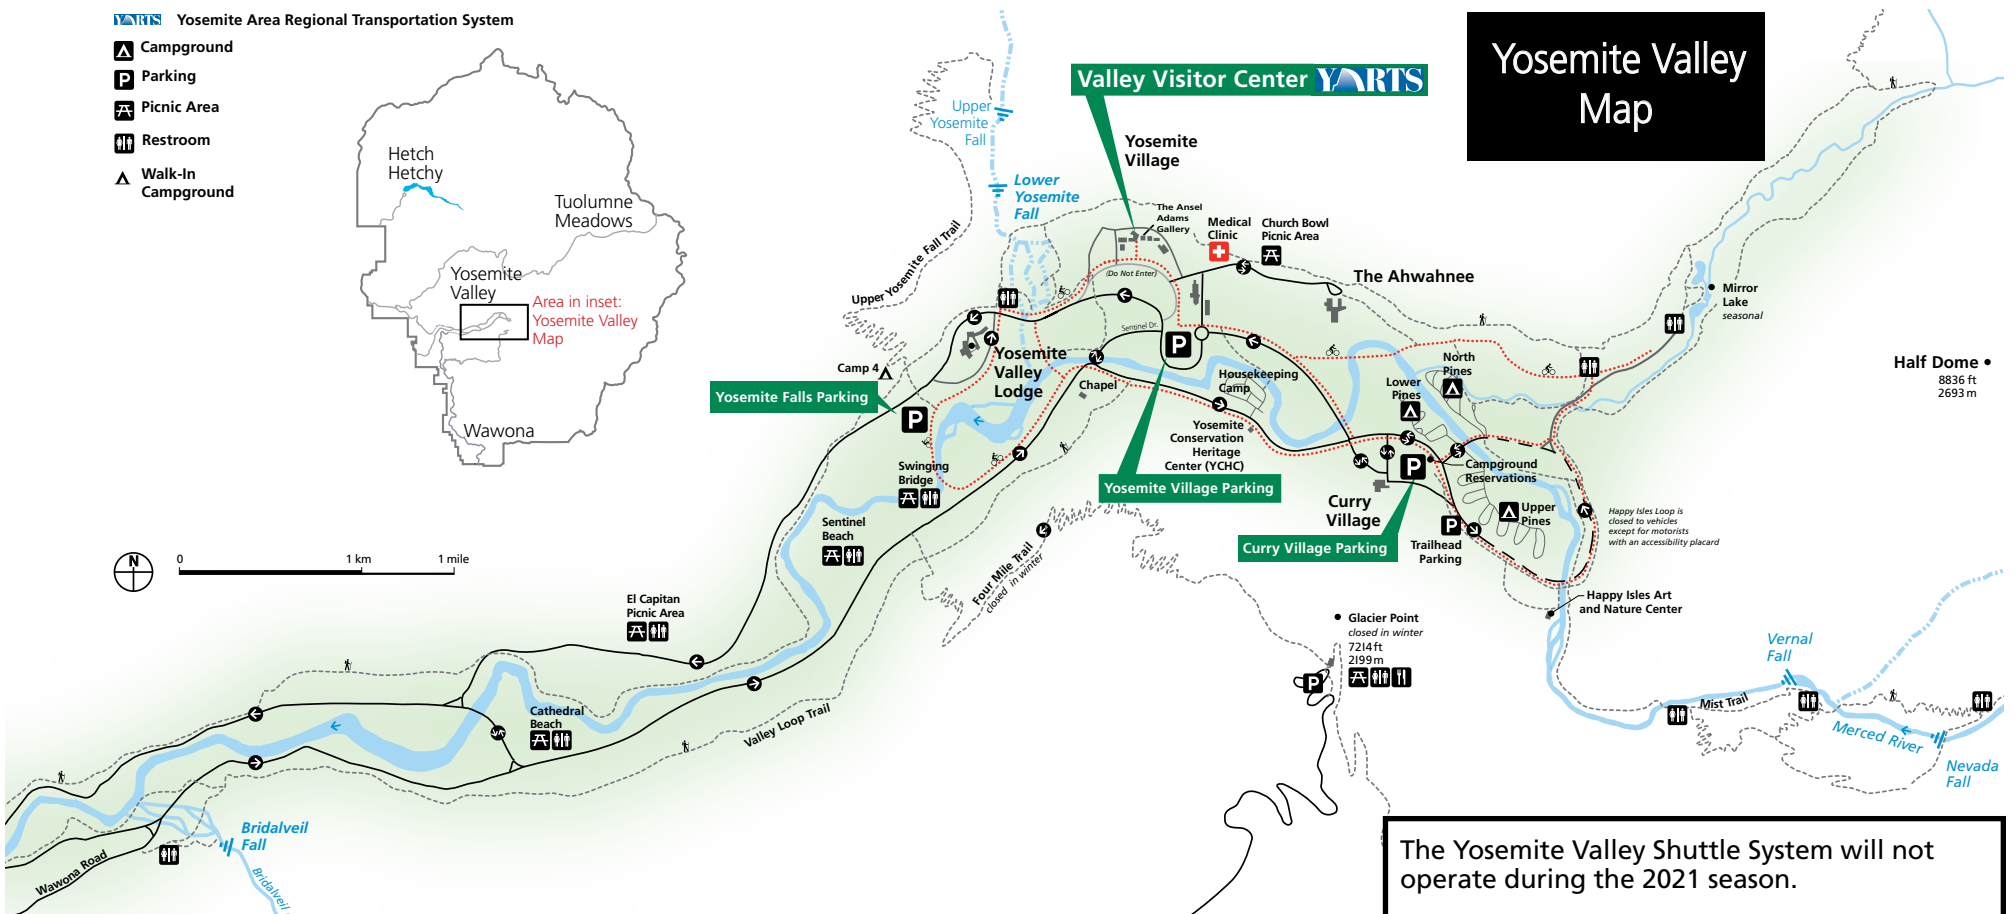 YARTS Yosemite Area Regional Transportation System
Campground
P Parking
Picnic Area
Restroom
Walk-In
Campground
Hetch
Hetchy
Tuolumne
Meadows
Yosemite
Valley
Area in inset:
Yosemite Valley
Map
Wawona
N
0 1 km 1 mile
Yosemite Valley
Map
Valley Visitor Center YARTS
Yosemite
Village
Upper
Yosemite
Fall
Lower
Yosemite
Fall
The Ansel
Adams
Gallery
Medical
Clinic
Church Bowl
Picnic Area
The Ahwahnee
(Do Not Enter)
Upper Yosemite Fall Trail
Sentinel Dr.
P
Mirror
Lake
seasonal
Half Dome
8836 ft
2693 m
Yosemite
Valley
Lodge
Camp 4
Yosemite Falls Parking
P
Chapel
Housekeeping
Camp
North
Pines
Lower
Pines
Yosemite
Conservation
Heritage
Center (YCHC)
Yosemite Village Parking
P
Campground
Reservations
Swinging
Bridge
Curry
Village
Upper
Pines
P
Trailhead
Parking
Curry Village Parking
Happy Isles Loop is
closed to vehicles
except for motorists
with an accessibility placard
Sentinel
Beach
Four Mile Trail
closed in winter
Happy Isles Art
and Nature Center
El Capitan
Picnic Area
Glacier Point
closed in winter
7214 ft
2199 m
P
Vernal
Fall
Mist Trail
Merced River
Nevada
Fall
Cathedral
Beach
Valley Loop Trail
Bridalveil
Fall
Bridalveil
Wawona Road
The Yosemite Valley Shuttle System will not
operate during the 2021 season.